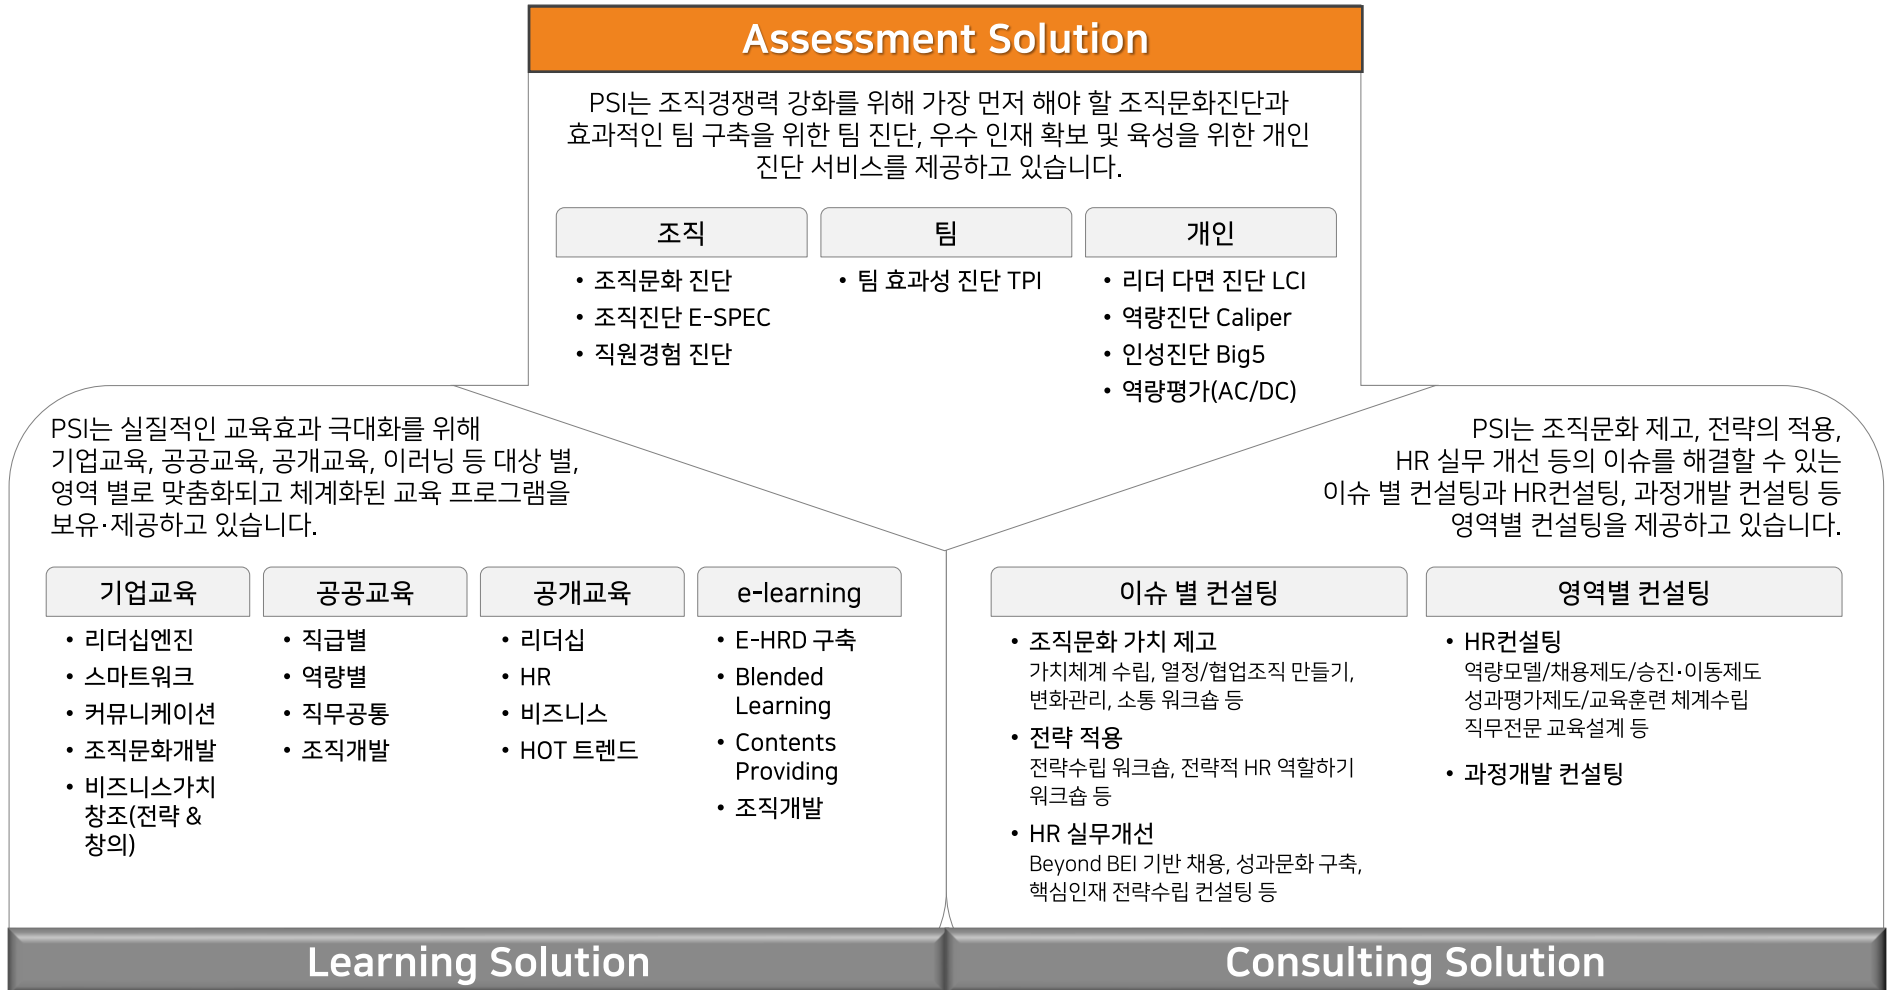 Assessment Solution
PSI는 조직경쟁력 강화를 위해 가장 먼저 해야 할 조직문화진단과
효과적인 팀 구축을 위한 팀 진단, 우수 인재 확보 및 육성을 위한 개인
진단 서비스를 제공하고 있습니다.
조직
• 조직문화 진단
• 조직진단 E-SPEC
• 직원경험 진단
팀
• 팀 효과성 진단 TPI
개인
• 리더 다면 진단 LCI
• 역량진단 Caliper
• 인성진단 Big5
• 역량평가(AC/DC)
PSI는 실질적인 교육효과 극대화를 위해
기업교육, 공공교육, 공개교육, 이러닝 등 대상 별,
영역 별로 맞춤화되고 체계화된 교육 프로그램을
보유·제공하고 있습니다.
기업교육
• 리더십엔진
• 스마트워크
• 커뮤니케이션
• 조직문화개발
• 비즈니스가치
창조(전략 &
창의)
공공교육
• 직급별
• 역량별
• 직무공통
• 조직개발
공개교육
• 리더십
• HR
• 비즈니스
• HOT 트렌드
e-learning
• E-HRD 구축
• Blended
Learning
• Contents
Providing
• 조직개발
Learning Solution
PSI는 조직문화 제고, 전략의 적용,
HR 실무 개선 등의 이슈를 해결할 수 있는
이슈 별 컨설팅과 HR컨설팅, 과정개발 컨설팅 등
영역별 컨설팅을 제공하고 있습니다.
이슈 별 컨설팅
• 조직문화 가치 제고
가치체계 수립, 열정/협업조직 만들기,
변화관리, 소통 워크숍 등
• 전략 적용
전략수립 워크숍, 전략적 HR 역할하기
워크숍 등
• HR 실무개선
Beyond BEI 기반 채용, 성과문화 구축,
핵심인재 전략수립 컨설팅 등
영역별 컨설팅
• HR컨설팅
역량모델/채용제도/승진·이동제도
성과평가제도/교육훈련 체계수립
직무전문 교육설계 등
• 과정개발 컨설팅
Consulting Solution